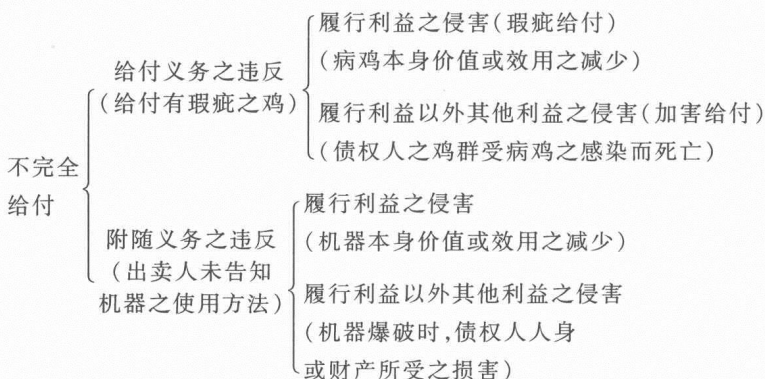 不完全
给付
给付义务之违反
(给付有瑕疵之鸡)
履行利益之侵害(瑕疵给付)
(病鸡本身价值或效用之减少)
履行利益以外其他利益之侵害(加害给付)
(债权人之鸡群受病鸡之感染而死亡)
附随义务之违反
(出卖人未告知
机器之使用方法)
履行利益之侵害
(机器本身价值或效用之减少)
履行利益以外其他利益之侵害
(机器爆破时,债权人人身
或财产所受之损害)